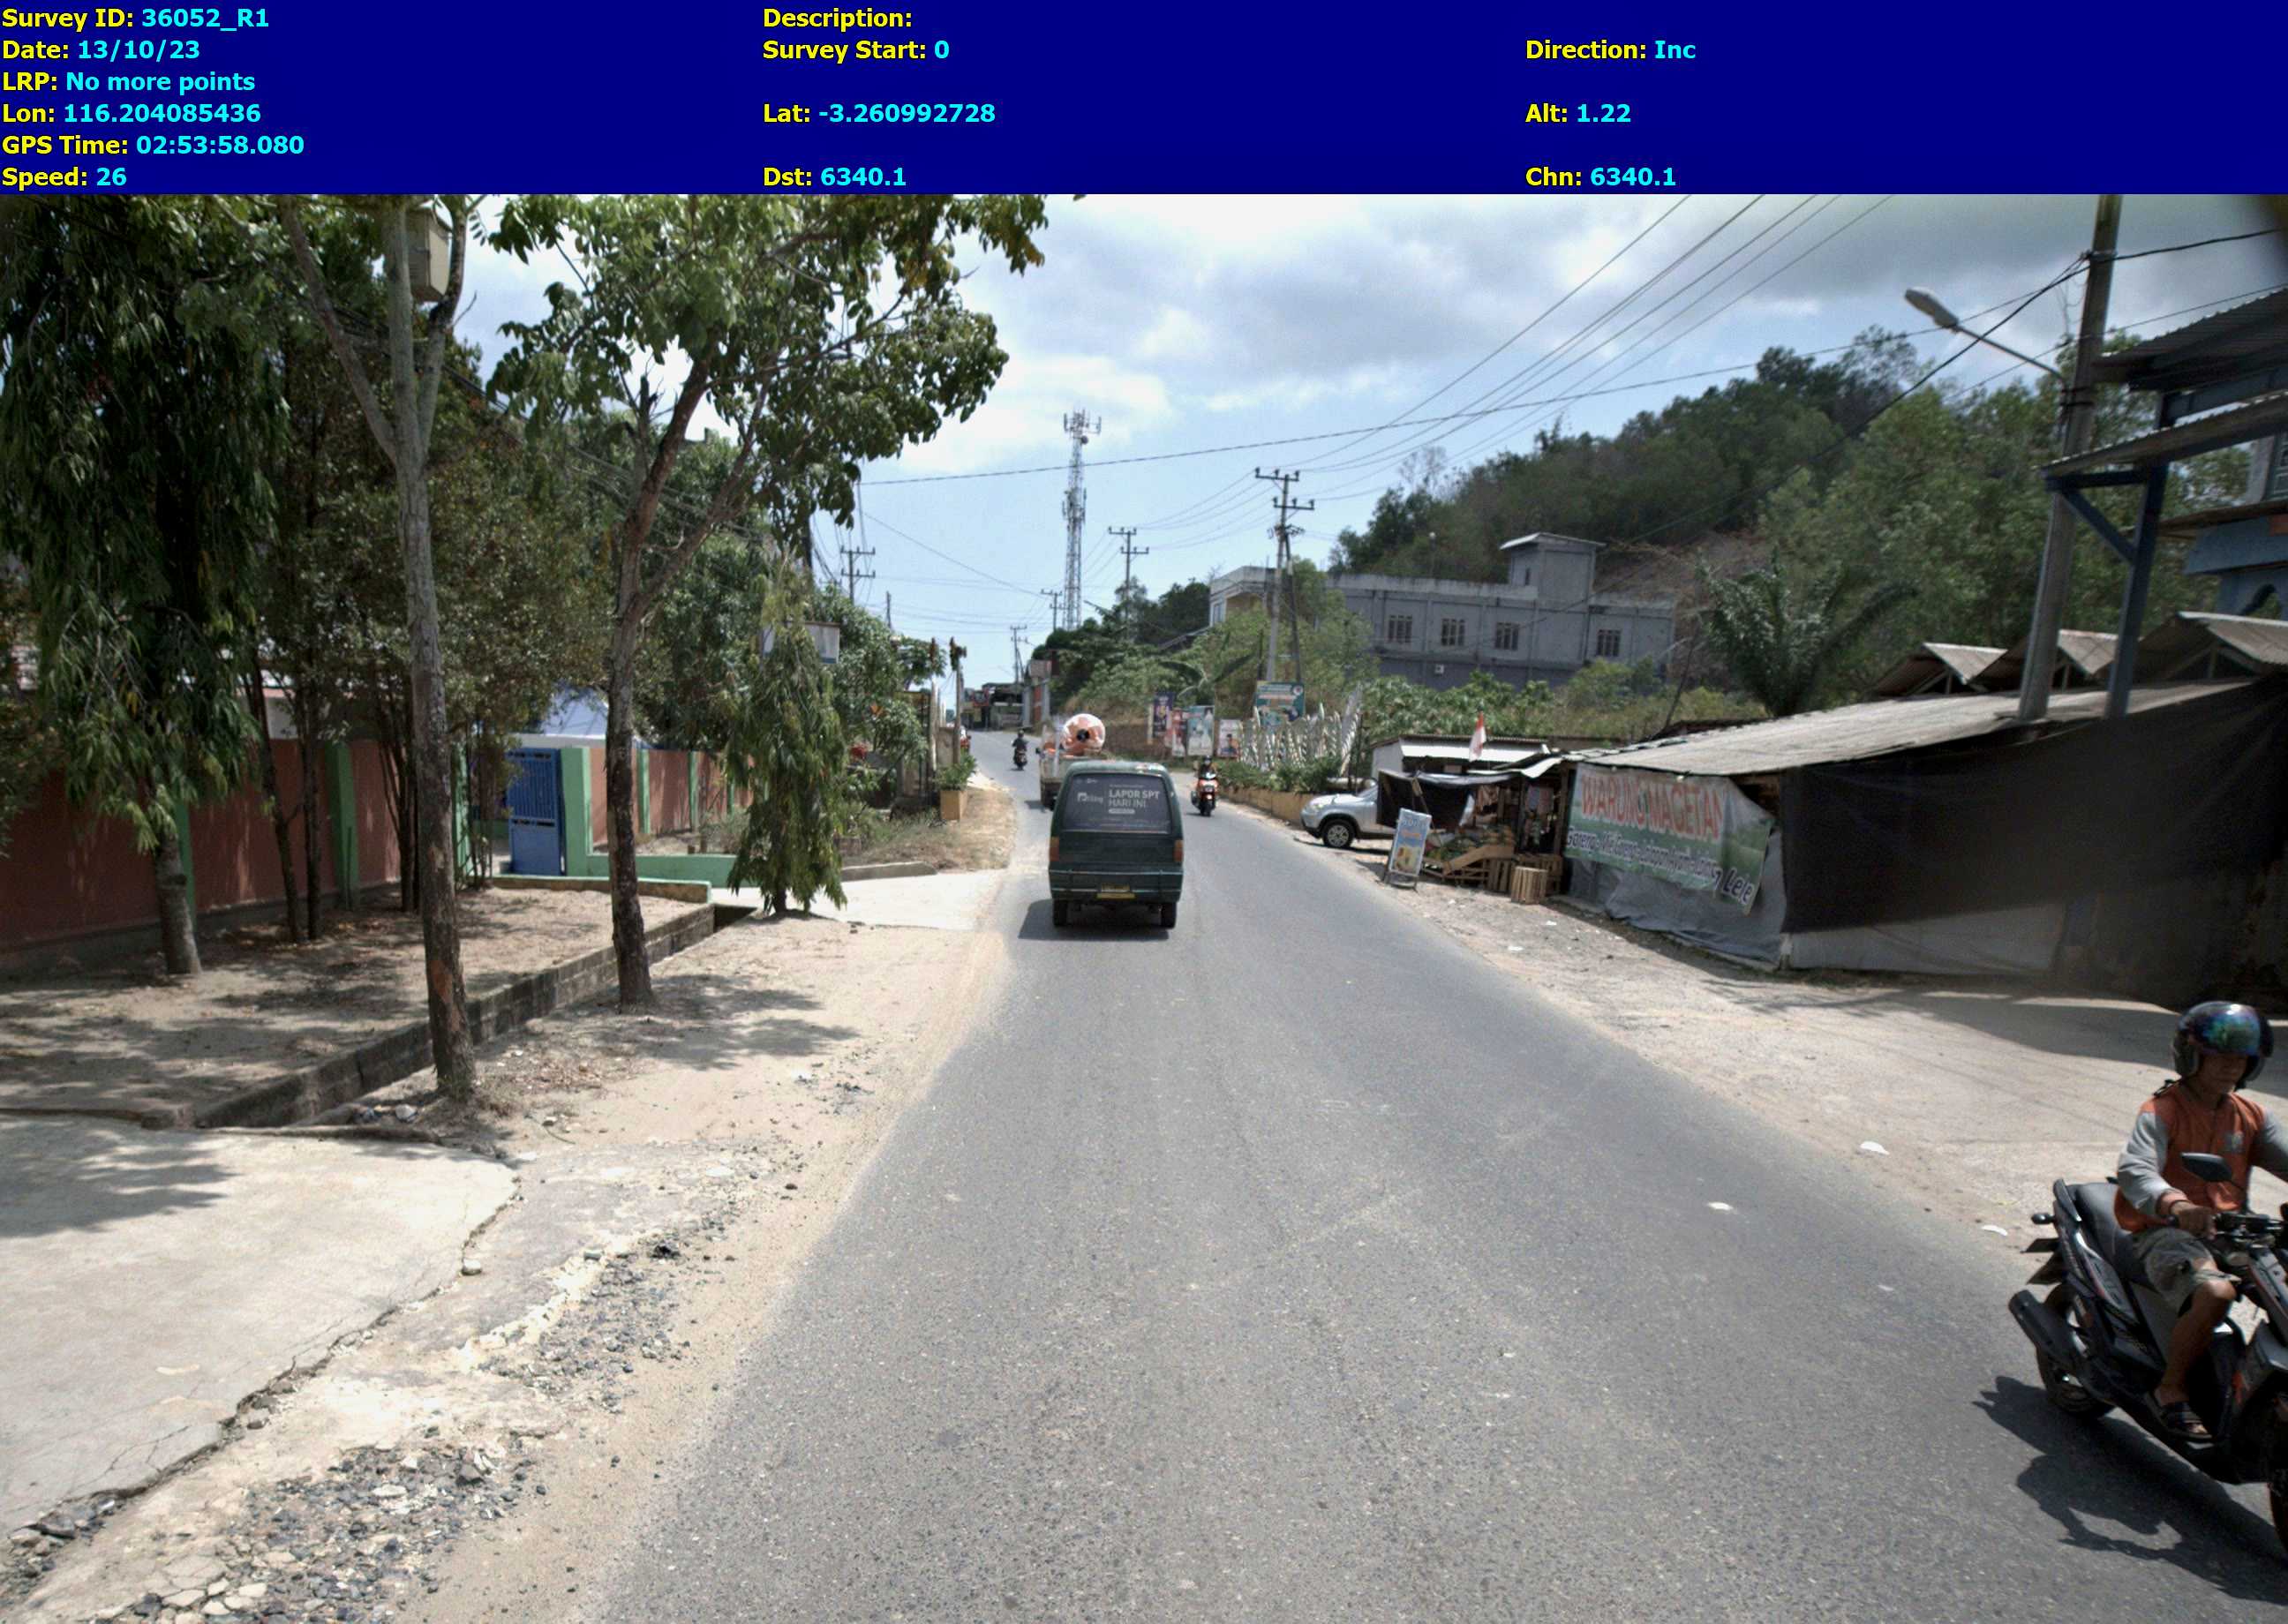 Survey ID: 36052_R1
Description:
Date: 13/10/23
Survey Start: 0
Direction: Inc
LRP: No more points
Lon: 116.204085436
Lat: -3.260992728
Alt: 1.22
GPS Time: 02:53:58.080
Speed: 26
Dst: 6340.1
Chn: 6340.1
LAPOR SPT
HARI INI.
WARUNG MAGETAN
Lele